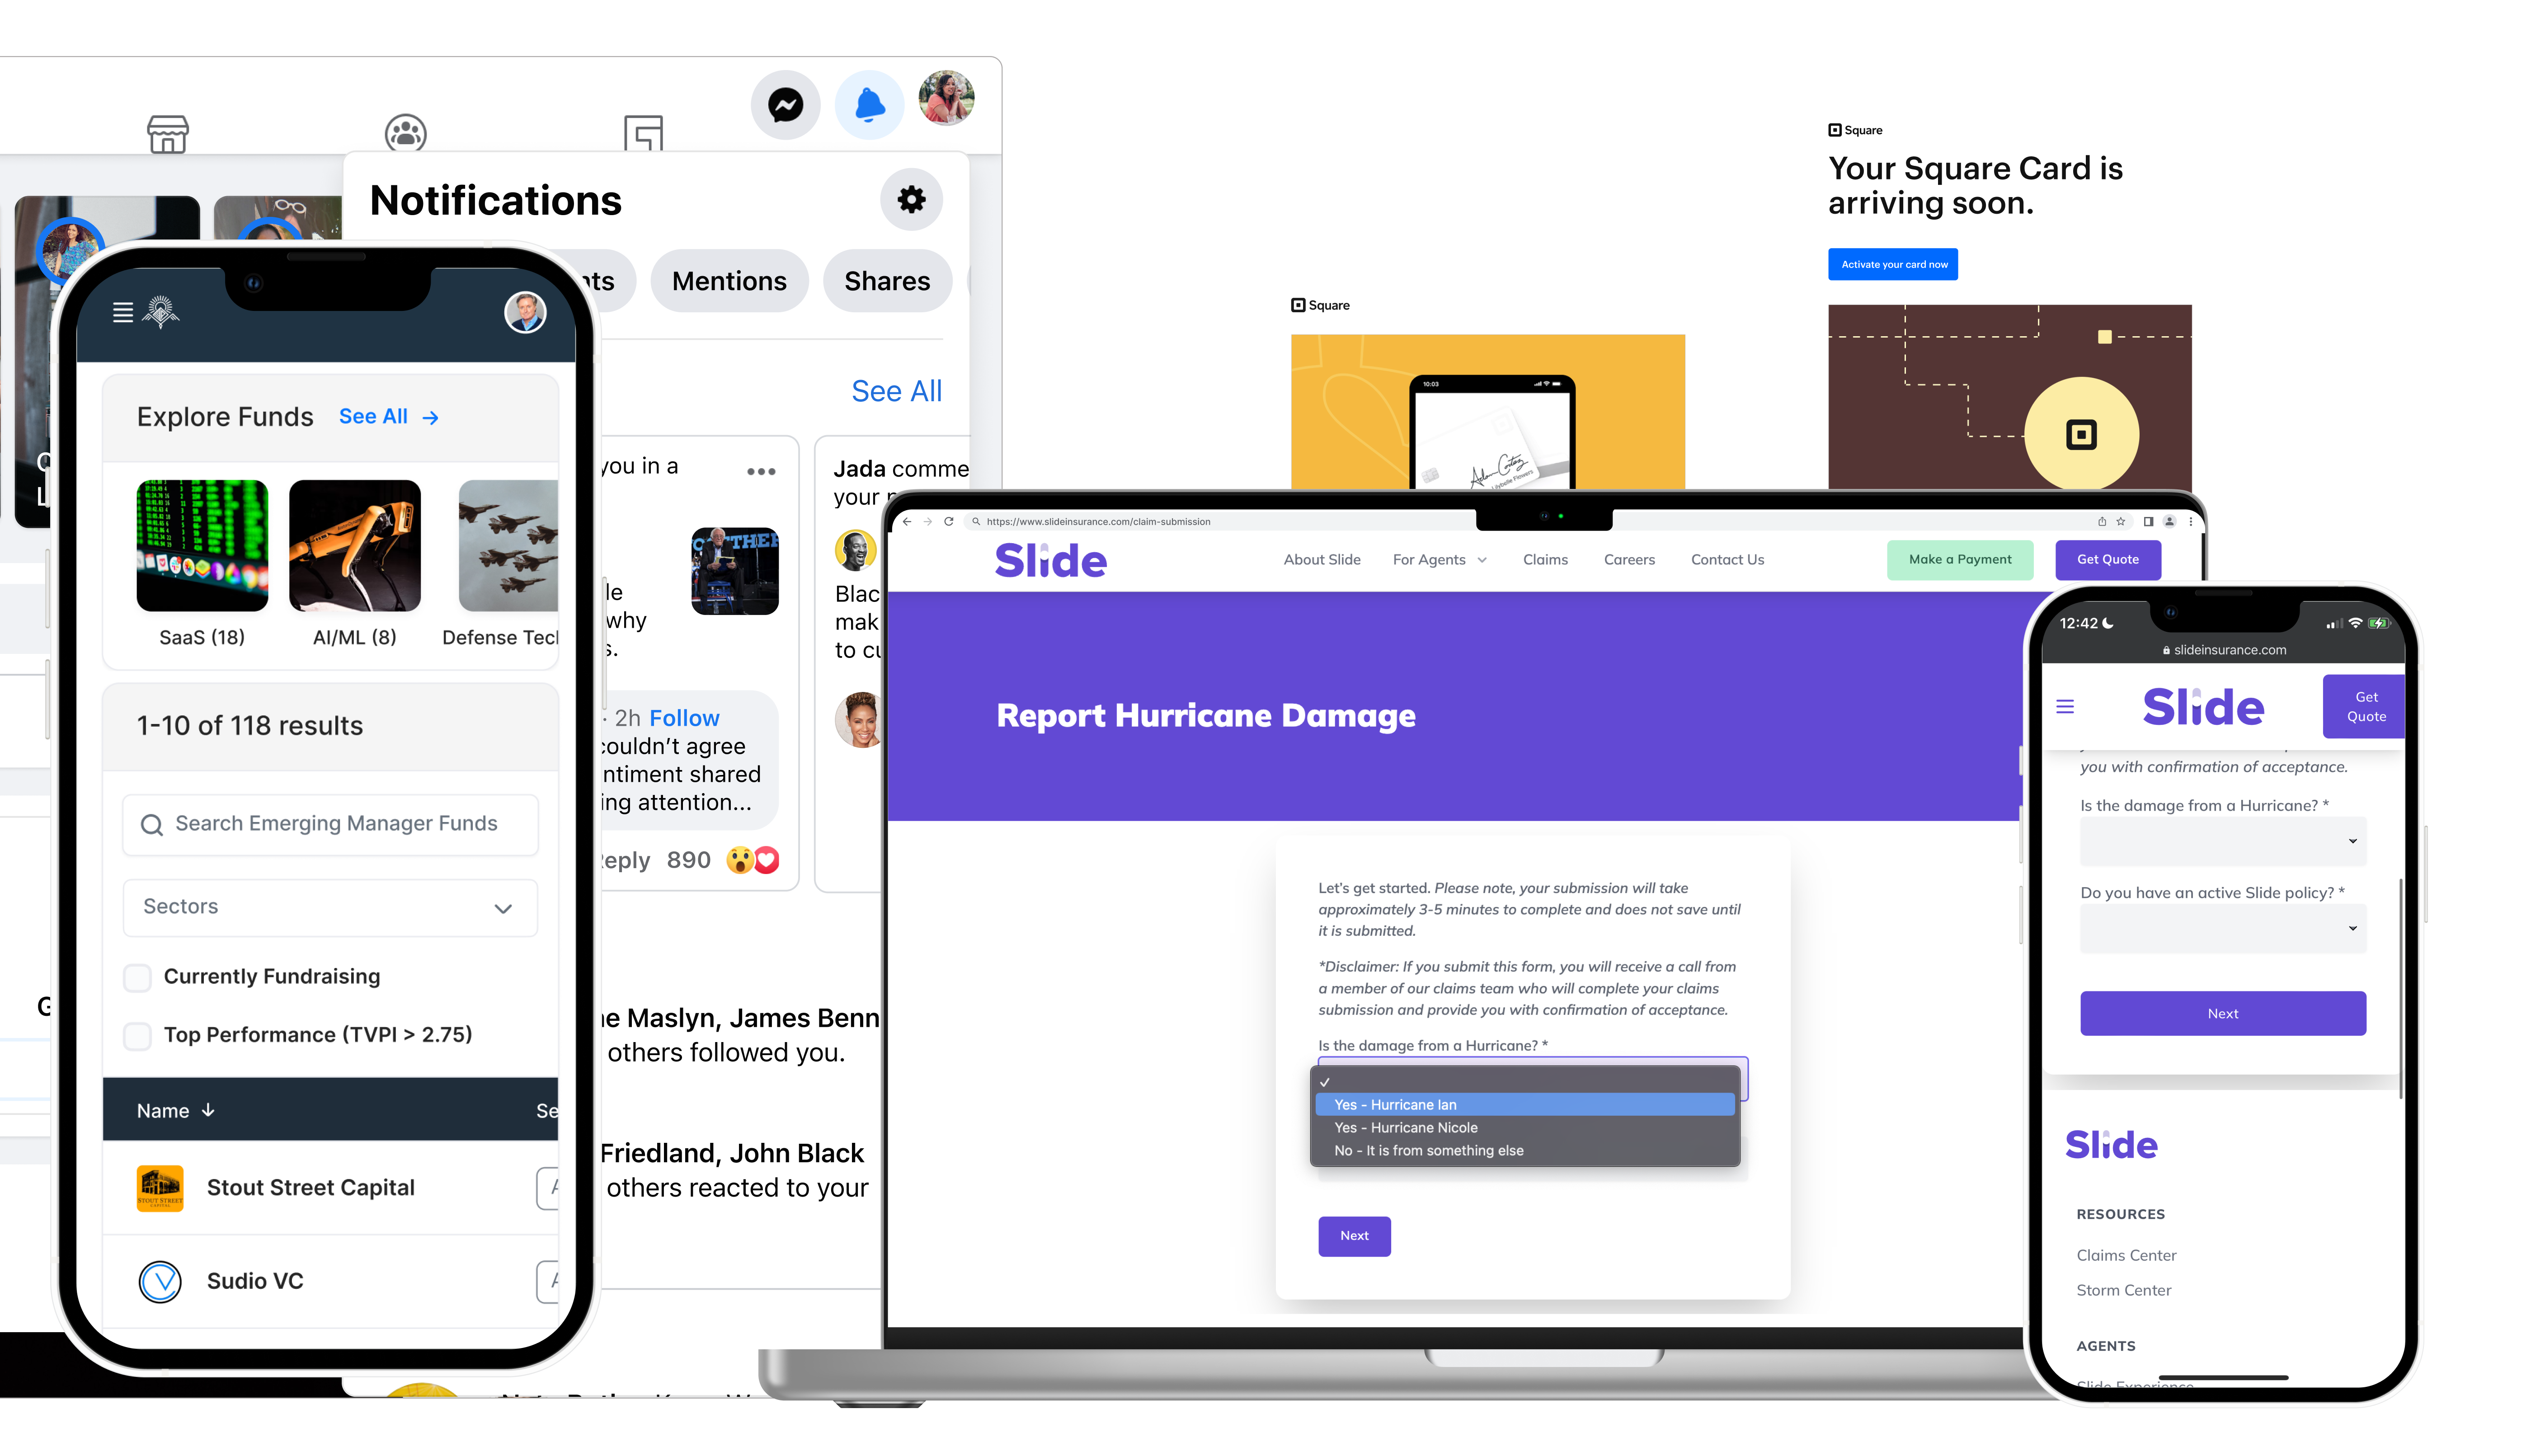 Notifications
Mentions
Shares
See All
you in a
why
· 2h Follow
couldn't agree
ntiment shared
ing attention...
890
Jada comme
your
to
Maslyn, James Benn
others followed you.
Friedland, John Black
others reacted to your
Explore Funds See All →
SaaS (18)
AI/ML (8)
Defense Tech
1-10 of 118 results
Search Emerging Manager Funds
Sectors
Currently Fundraising
Top Performance (TVPI > 2.75)
Name ↓
Se
Stout Street Capital
STOUT STREET
CAPITAL
Sudio VC
Square
10:03
Square
Your Square Card is
arriving soon.
Activate your card now
https://www.slideinsurance.com/claim-submission
Slide
About Slide
For Agents
Claims
Careers
Contact Us
Make a Payment
Get Quote
Report Hurricane Damage
Let's get started. Please note, your submission will take
approximately 3-5 minutes to complete and does not save until
it is submitted.
*Disclaimer: If you submit this form, you will receive a call from
a member of our claims team who will complete your claims
submission and provide you with confirmation of acceptance.
Is the damage from a Hurricane? *
✓
Yes - Hurricane Ian
Yes - Hurricane Nicole
No - It is from something else
Next
12:42
slideinsurance.com
Slide
Get
Quote
you with confirmation of acceptance.
Is the damage from a Hurricane? *
Do you have an active Slide policy? *
Next
Slide
RESOURCES
Claims Center
Storm Center
AGENTS
Slide Experience